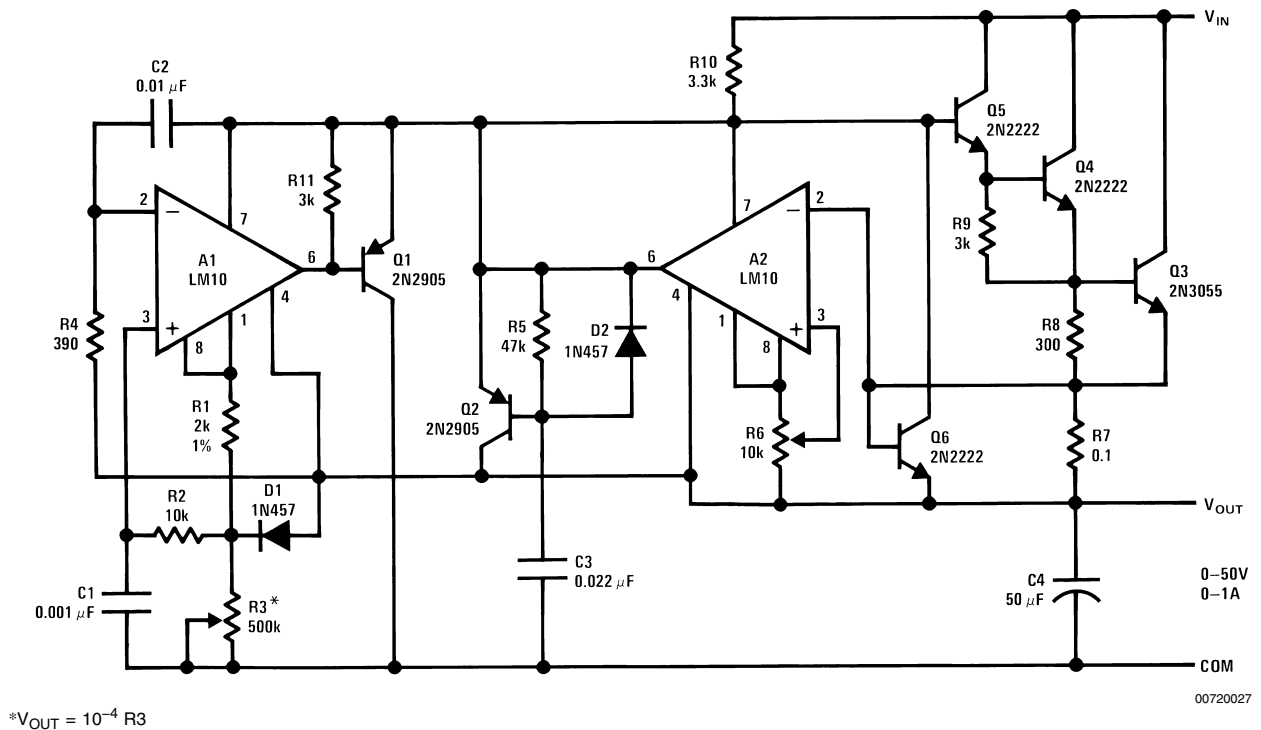 V_IN
R10
3.3k
C2
0.01 μF
Q5
2N2222
Q4
2N2222
R11
3k
2
−
7
A1
LM10
6
Q1
2N2905
4
3
+
1
8
R4
390
7
2
−
6
A2
LM10
4
1
3
+
8
R5
47k
D2
1N457
R9
3k
Q3
2N3055
R8
300
R1
2k
1%
Q2
2N2905
R6
10k
Q6
2N2222
R7
0.1
R2
10k
D1
1N457
V_OUT
C1
0.001 μF
R3*
500k
C3
0.022 μF
C4
50 μF
0–50V
0–1A
COM
00720027
*V_OUT = 10^–4 R3